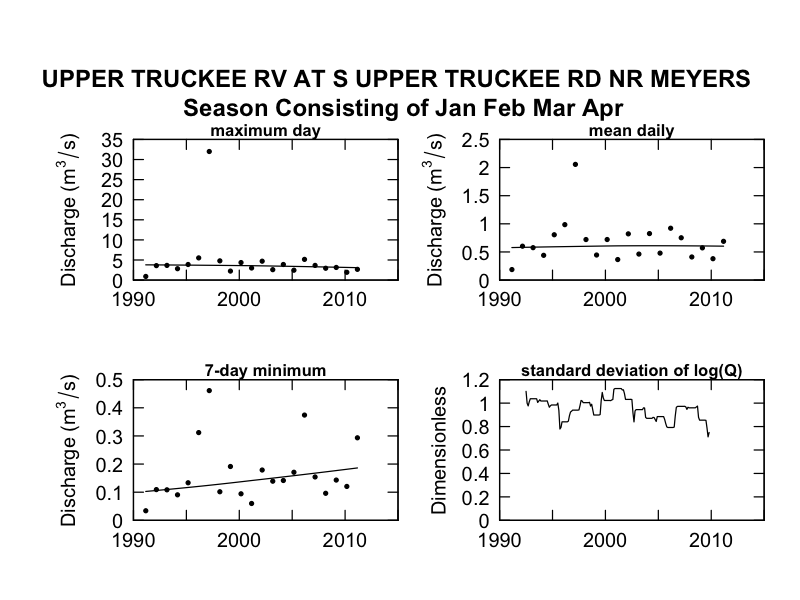 UPPER TRUCKEE RV AT S UPPER TRUCKEE RD NR MEYERS
Season Consisting of Jan Feb Mar Apr
maximum day
Discharge (m³/s)
35
30
25
20
15
10
5
0
1990 2000 2010
mean daily
Discharge (m³/s)
2.5
2
1.5
1
0.5
0
1990 2000 2010
7-day minimum
Discharge (m³/s)
0.5
0.4
0.3
0.2
0.1
0
1990 2000 2010
standard deviation of log(Q)
Dimensionless
1.2
1
0.8
0.6
0.4
0.2
0
1990 2000 2010